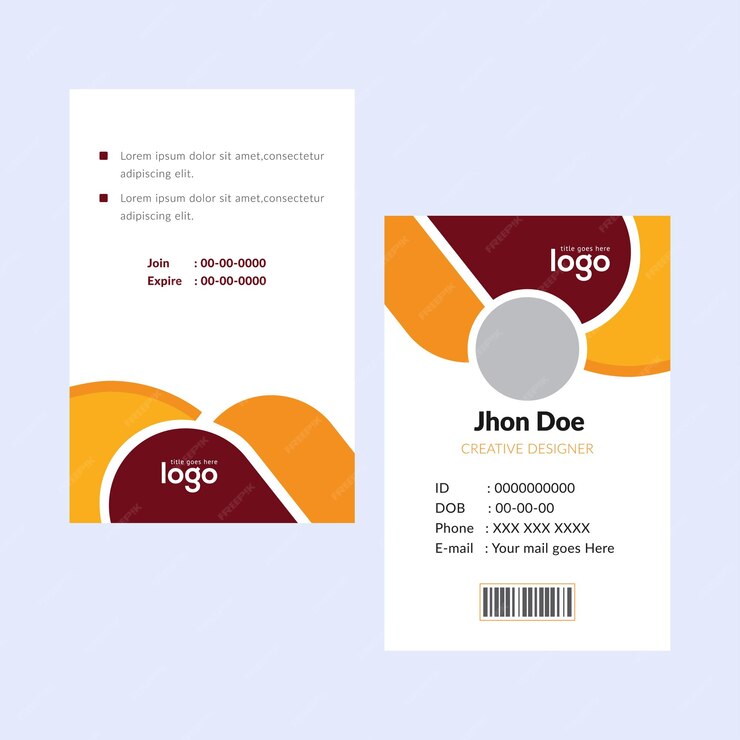 Lorem ipsum dolor sit amet,consectetur
adipiscing elit.
Lorem ipsum dolor sit amet,consectetur
adipiscing elit.
Join : 00-00-0000
Expire : 00-00-0000
title goes here
logo
title goes here
logo
Jhon Doe
CREATIVE DESIGNER
ID : 0000000000
DOB : 00-00-00
Phone : XXX XXX XXXX
E-mail : Your mail goes Here
FREEPIK